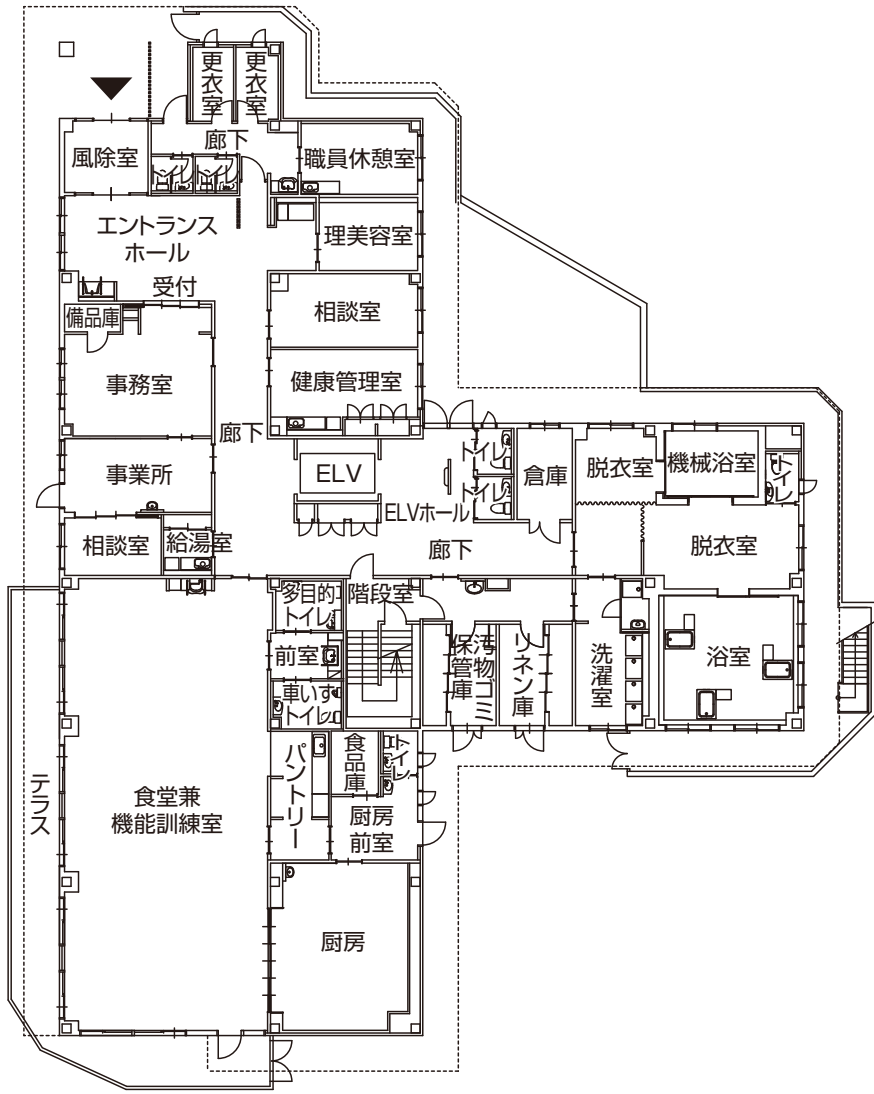 更衣室
更衣室
廊下
風除室
職員休憩室
エントランス
ホール
理美容室
受付
相談室
備品庫
事務室
健康管理室
廊下
事業所
ELV
トイレ
トイレ
倉庫
脱衣室
機械浴室
トイレ
ELVホール
相談室
給湯室
廊下
脱衣室
多目的
トイレ
階段室
前室
車いす
トイレ
汚物ゴミ
保管庫
リネン庫
洗濯室
浴室
テラス
食堂兼
機能訓練室
パントリー
食品庫
トイレ
厨房
前室
厨房